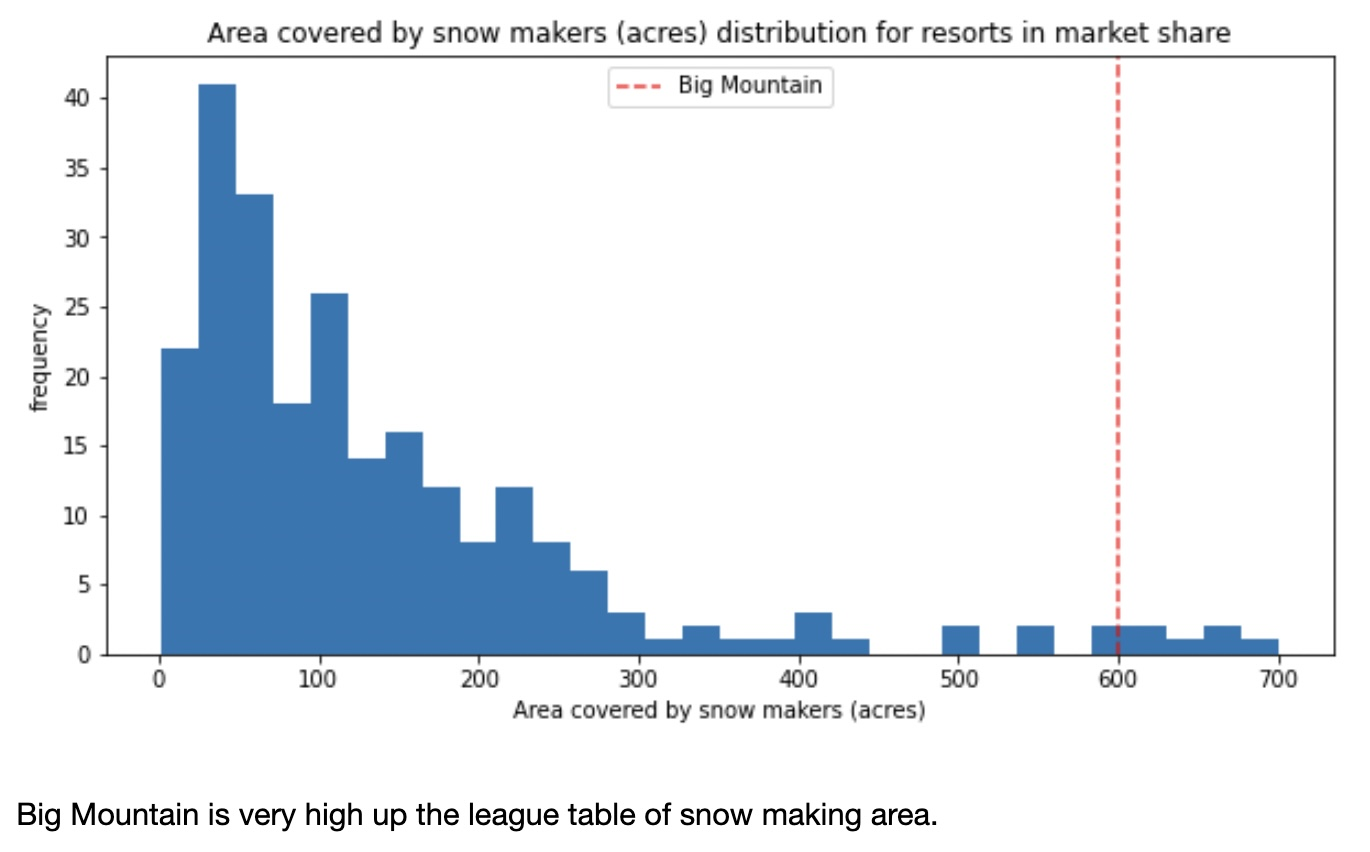 Area covered by snow makers (acres) distribution for resorts in market share
Big Mountain
40
35
30
25
20
15
10
5
0
frequency
0 100 200 300 400 500 600 700
Area covered by snow makers (acres)
Big Mountain is very high up the league table of snow making area.